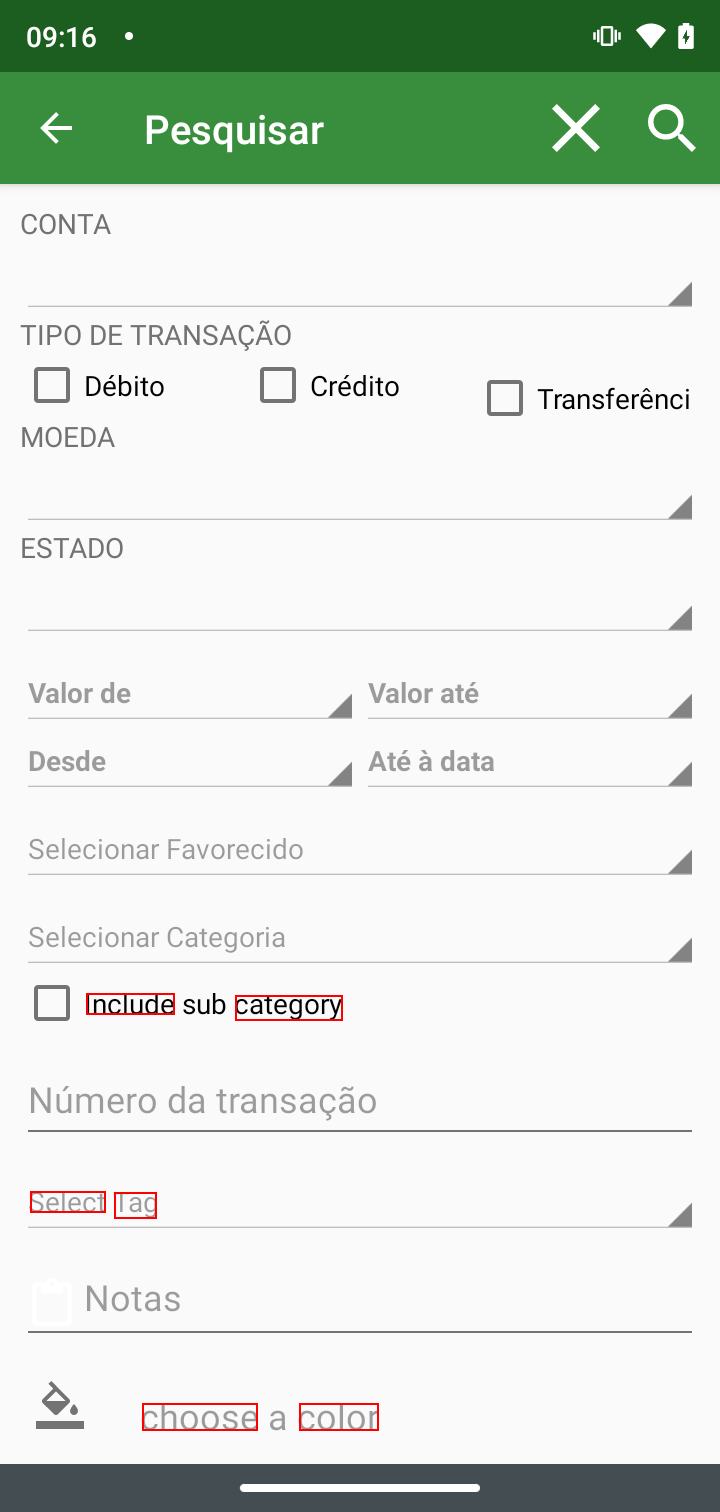 09:16
Pesquisar
CONTA
TIPO DE TRANSAÇÃO
Débito Crédito Transferênci
MOEDA
ESTADO
Valor de Valor até
Desde Até à data
Selecionar Favorecido
Selecionar Categoria
Include sub category
Número da transação
Select Tag
Notas
choose a color